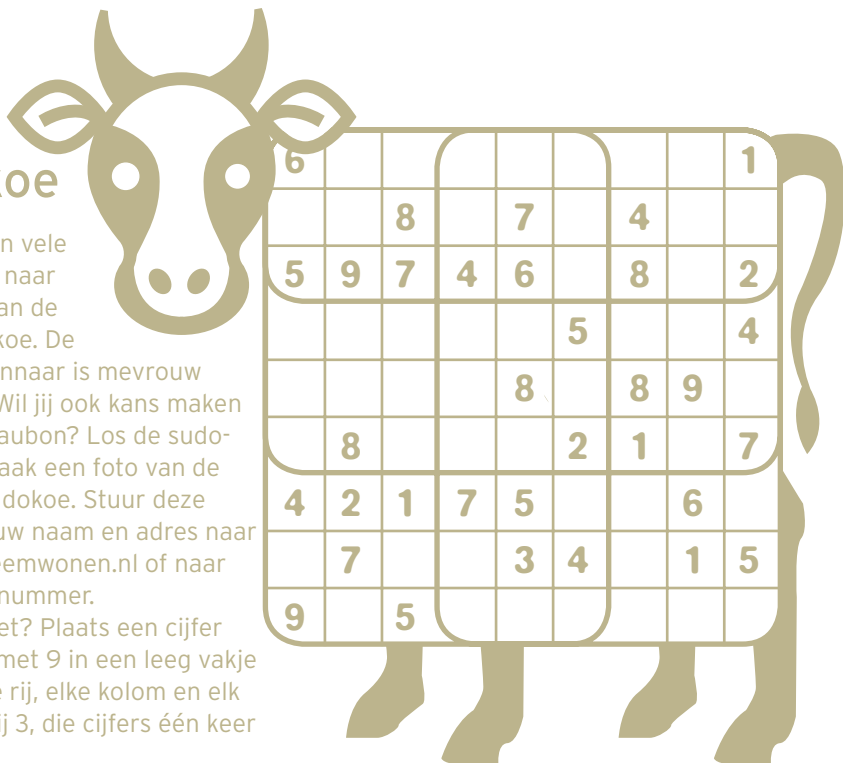 koe
n vele
naar
an de
koe. De
nnaar is mevrouw
Wil jij ook kans maken
aubon? Los de sudo-
aak een foto van de
dokoe. Stuur deze
uw naam en adres naar
eemwonen.nl of naar
nummer.
et? Plaats een cijfer
met 9 in een leeg vakje
e rij, elke kolom en elk
ij 3, die cijfers één keer
6 1
8 7 4
5 9 7 4 6 8 2
5 4
8 8 9
8 2 1 7
4 2 1 7 5 6
7 3 4 1 5
9 5